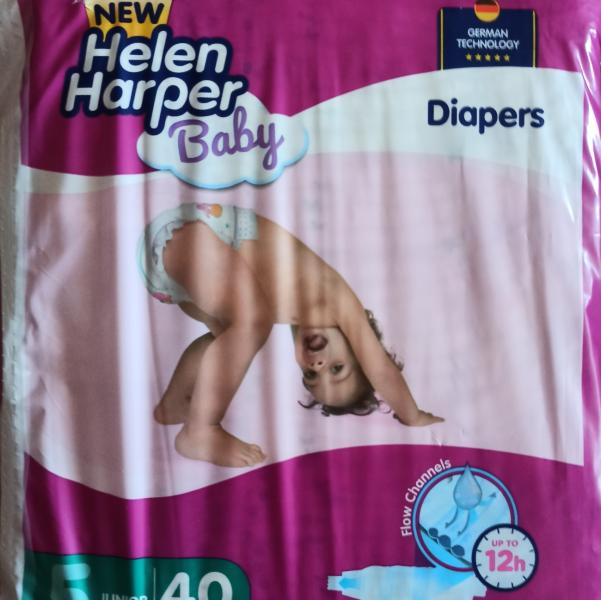 NEW
Helen
Harper
Baby
GERMAN
TECHNOLOGY
Diapers
Flow Channels
UP TO
12h
5 JUNIOR 40